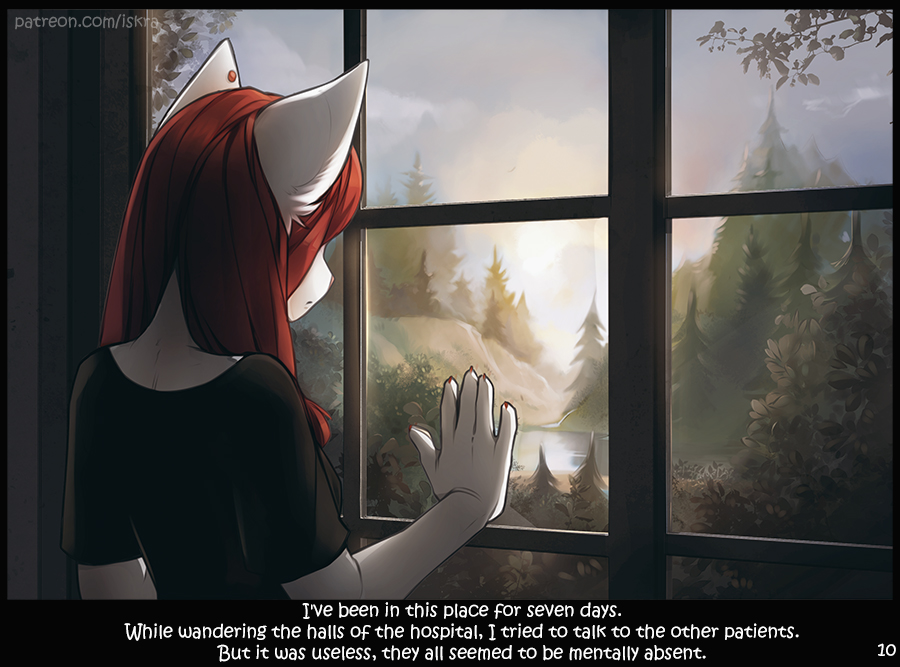 patreon.com/iskra
I've been in this place for seven days.
While wandering the halls of the hospital, I tried to talk to the other patients.
But it was useless, they all seemed to be mentally absent.
10